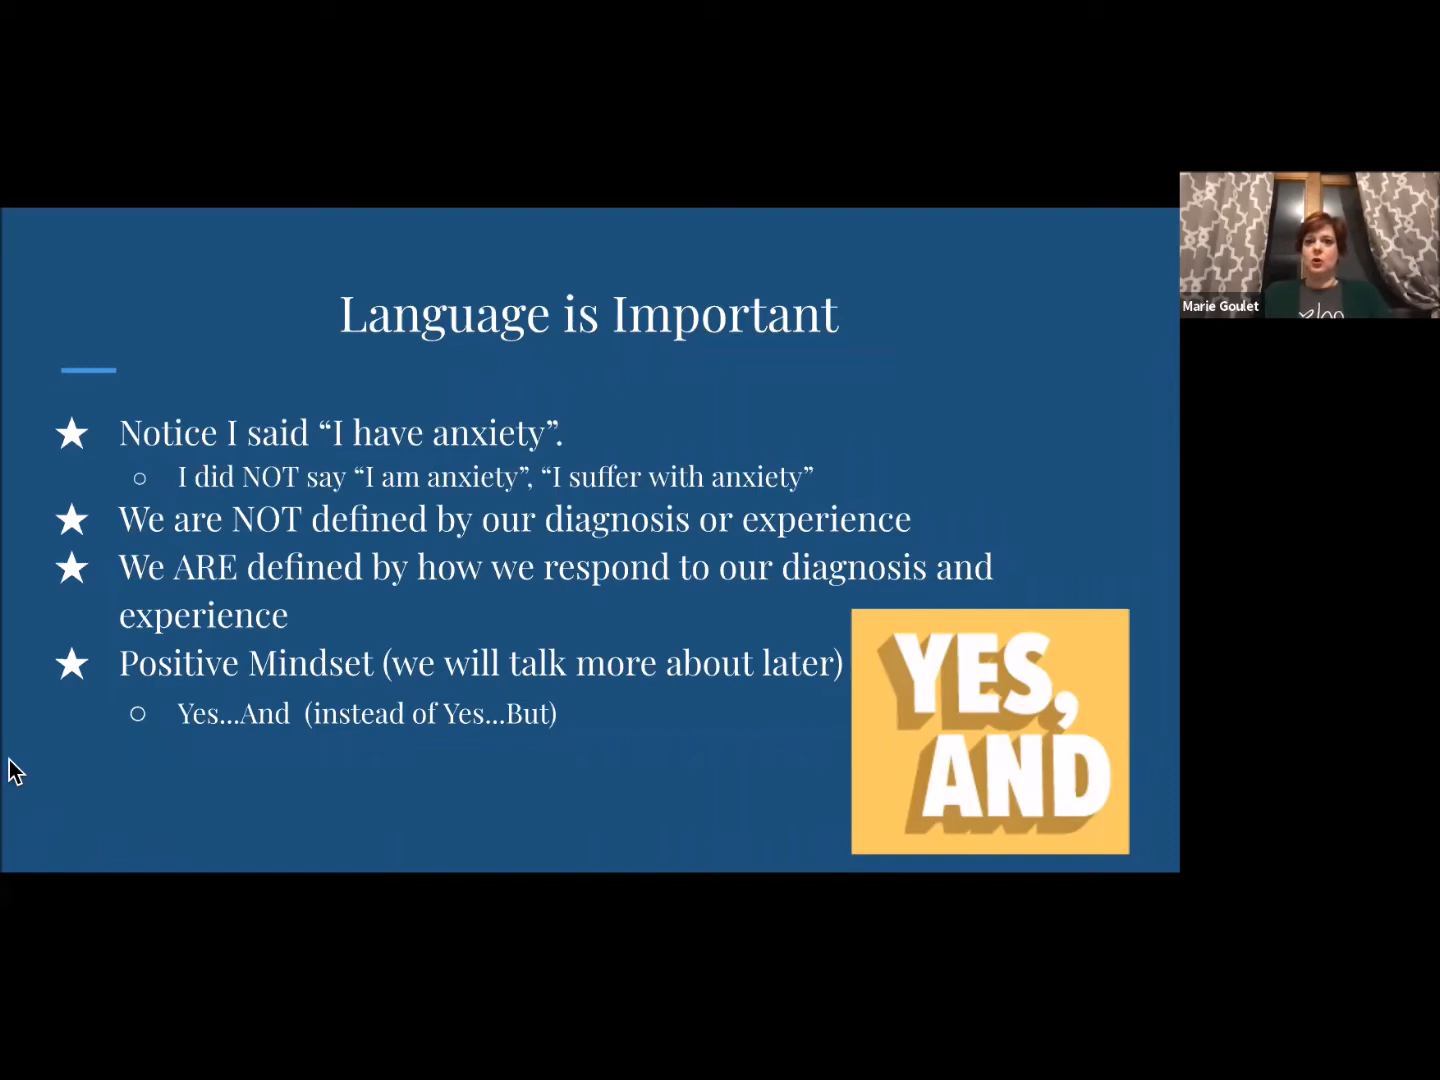 Language is Important
★ Notice I said “I have anxiety”.
○ I did NOT say “I am anxiety”, “I suffer with anxiety”
★ We are NOT defined by our diagnosis or experience
★ We ARE defined by how we respond to our diagnosis and
experience
★ Positive Mindset (we will talk more about later)
○ Yes...And (instead of Yes...But)
YES,
AND
Marie Goulet